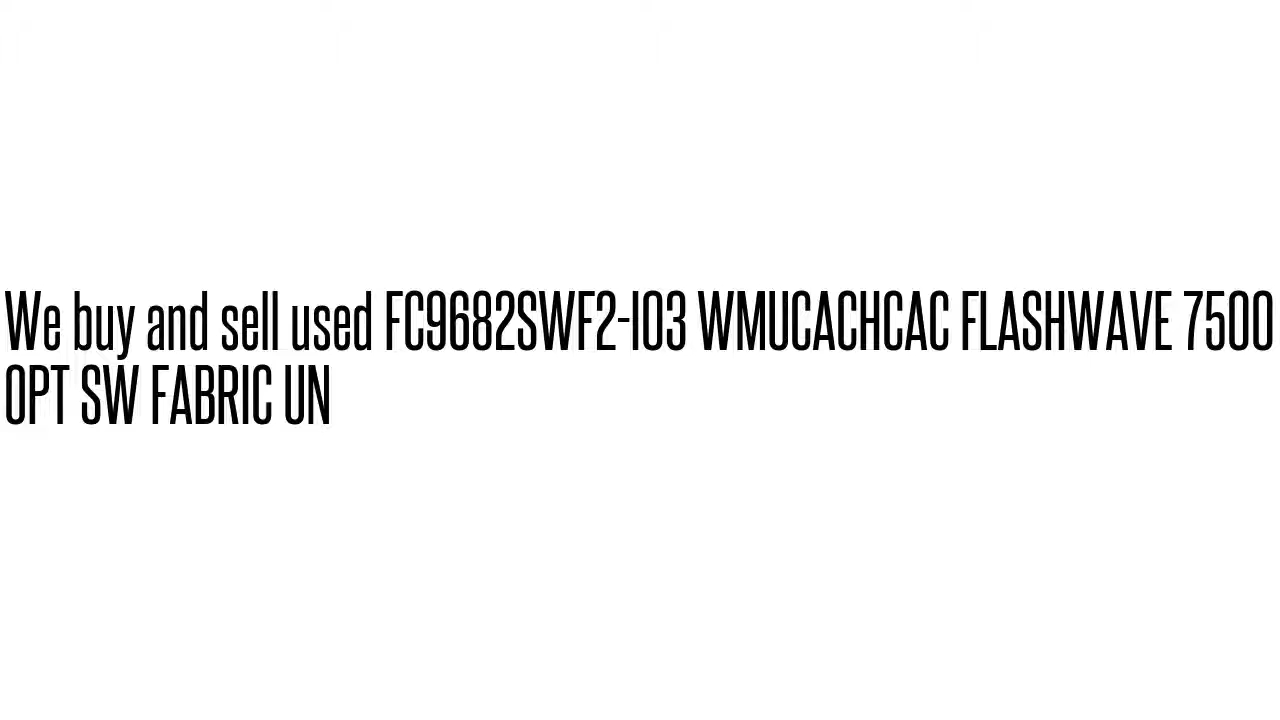 We buy and sell used FC9682SWF2-I03 WMUCACHCAC FLASHWAVE 7500
OPT SW FABRIC UN